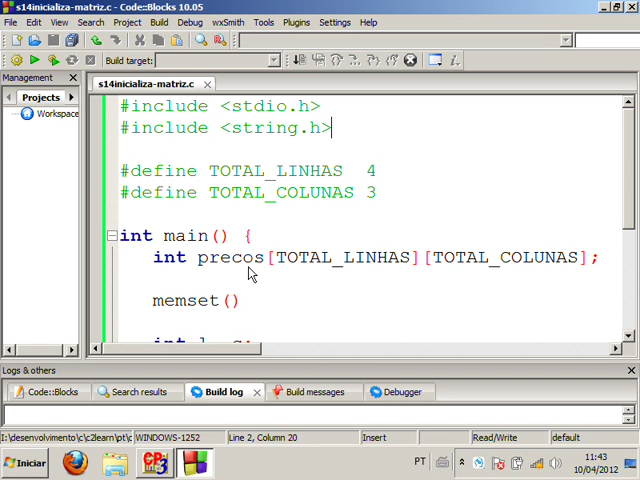 s14inicializa-matriz.c - Code::Blocks 10.05
File Edit View Search Project Build Debug wxSmith Tools Plugins Settings Help
Build target:
Management
s14inicializa-matriz.c
Projects
Workspace
#include <stdio.h>
#include <string.h>
#define TOTAL_LINHAS 4
#define TOTAL_COLUNAS 3
int main() {
int precos[TOTAL_LINHAS][TOTAL_COLUNAS];
memset()
Logs & others
Code::Blocks Search results Build log Build messages Debugger
WINDOWS-1252 Line 2, Column 20 Insert Read/Write default
Iniciar PT 11:43
10/04/2012